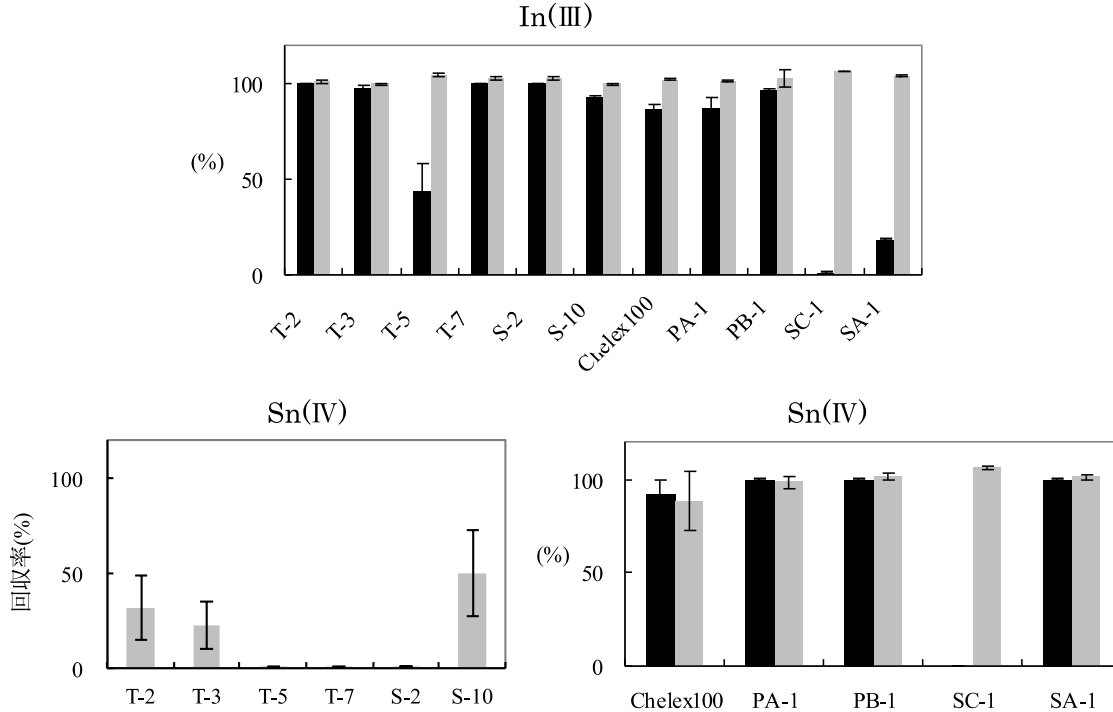 In(Ⅲ)
100
50
0
(%)
T-2
T-3
T-5
T-7
S-2
S-10
Chelex100
PA-1
PB-1
SC-1
SA-1
Sn(Ⅳ)
100
50
0
回収率(%)
T-2
T-3
T-5
T-7
S-2
S-10
Sn(Ⅳ)
100
50
0
(%)
Chelex100
PA-1
PB-1
SC-1
SA-1